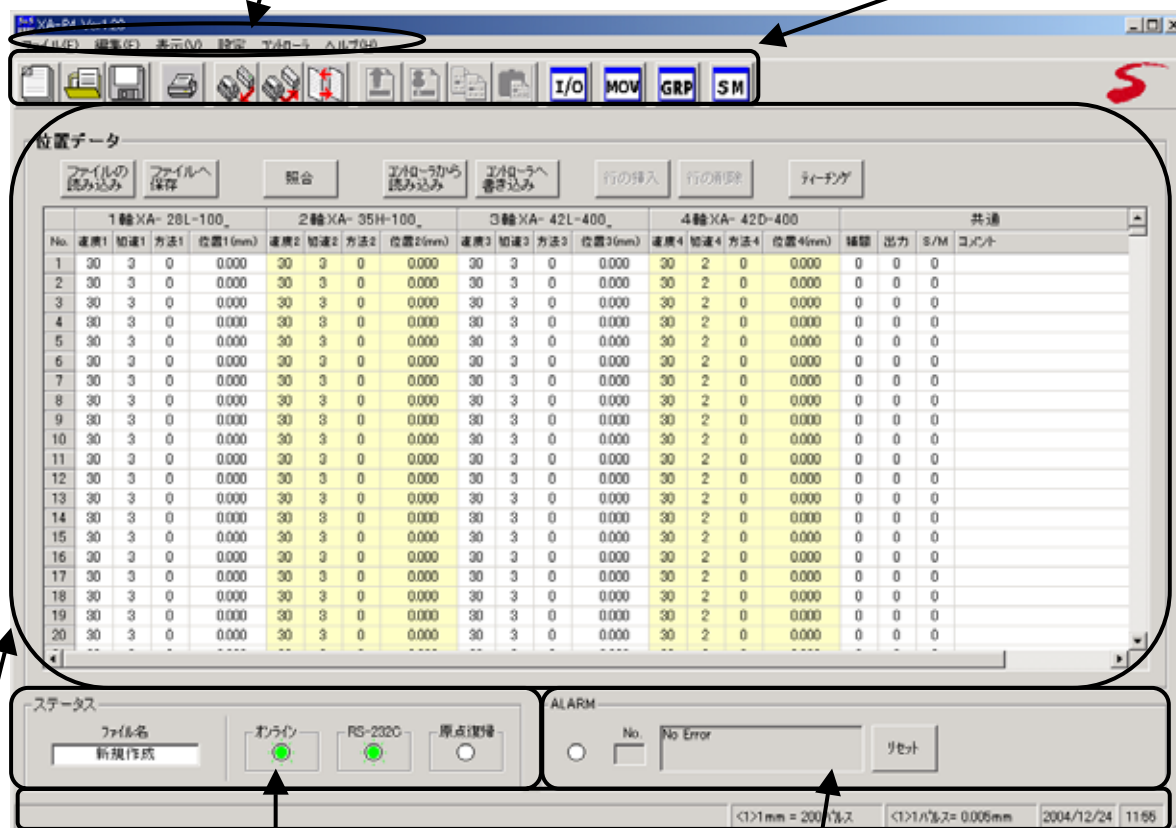 XA-P4 Ver1.20
ファイル(F) 編集(E) 表示(V) 設定 コントローラ ヘルプ(H)
I/O MOV GRP SM
位置データ
ファイルの読み込み ファイルへ保存 照合 コントローラから読み込み コントローラへ書き込み 行の挿入 行の削除 ティーチング
1軸:XA- 28L-100_ 2軸:XA- 35H-100_ 3軸:XA- 42L-400_ 4軸:XA- 42D-400 共通
No. 速度1 加速1 方法1 位置1(mm) 速度2 加速2 方法2 位置2(mm) 速度3 加速3 方法3 位置3(mm) 速度4 加速4 方法4 位置4(mm) 補間 出力 S/M コメント
1 30 3 0 0.000 30 3 0 0.000 30 3 0 0.000 30 2 0 0.000 0 0 0
2 30 3 0 0.000 30 3 0 0.000 30 3 0 0.000 30 2 0 0.000 0 0 0
3 30 3 0 0.000 30 3 0 0.000 30 3 0 0.000 30 2 0 0.000 0 0 0
4 30 3 0 0.000 30 3 0 0.000 30 3 0 0.000 30 2 0 0.000 0 0 0
5 30 3 0 0.000 30 3 0 0.000 30 3 0 0.000 30 2 0 0.000 0 0 0
6 30 3 0 0.000 30 3 0 0.000 30 3 0 0.000 30 2 0 0.000 0 0 0
7 30 3 0 0.000 30 3 0 0.000 30 3 0 0.000 30 2 0 0.000 0 0 0
8 30 3 0 0.000 30 3 0 0.000 30 3 0 0.000 30 2 0 0.000 0 0 0
9 30 3 0 0.000 30 3 0 0.000 30 3 0 0.000 30 2 0 0.000 0 0 0
10 30 3 0 0.000 30 3 0 0.000 30 3 0 0.000 30 2 0 0.000 0 0 0
11 30 3 0 0.000 30 3 0 0.000 30 3 0 0.000 30 2 0 0.000 0 0 0
12 30 3 0 0.000 30 3 0 0.000 30 3 0 0.000 30 2 0 0.000 0 0 0
13 30 3 0 0.000 30 3 0 0.000 30 3 0 0.000 30 2 0 0.000 0 0 0
14 30 3 0 0.000 30 3 0 0.000 30 3 0 0.000 30 2 0 0.000 0 0 0
15 30 3 0 0.000 30 3 0 0.000 30 3 0 0.000 30 2 0 0.000 0 0 0
16 30 3 0 0.000 30 3 0 0.000 30 3 0 0.000 30 2 0 0.000 0 0 0
17 30 3 0 0.000 30 3 0 0.000 30 3 0 0.000 30 2 0 0.000 0 0 0
18 30 3 0 0.000 30 3 0 0.000 30 3 0 0.000 30 2 0 0.000 0 0 0
19 30 3 0 0.000 30 3 0 0.000 30 3 0 0.000 30 2 0 0.000 0 0 0
20 30 3 0 0.000 30 3 0 0.000 30 3 0 0.000 30 2 0 0.000 0 0 0
ステータス ALARM
ファイル名 オンライン RS-232C 原点復帰 No. No Error リセット
新規作成
<1>1mm = 200パルス <1>1パルス= 0.005mm 2004/12/24 11:55